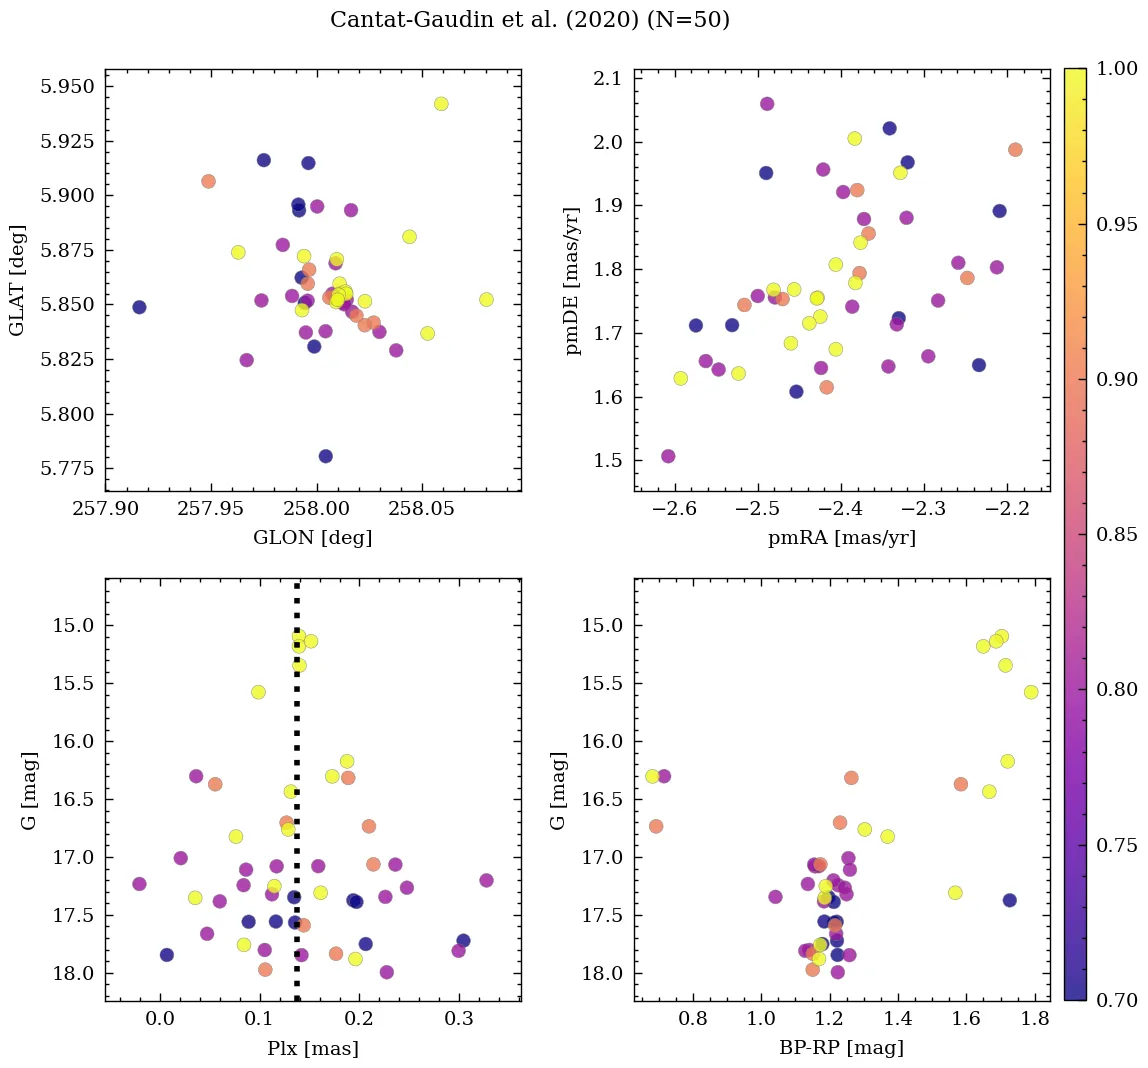 Cantat-Gaudin et al. (2020) (N=50)
5.950
5.925
5.900
5.875
5.850
5.825
5.800
5.775
GLAT [deg]
257.90 257.95 258.00 258.05
GLON [deg]
2.1
2.0
1.9
1.8
1.7
1.6
1.5
pmDE [mas/yr]
−2.6 −2.5 −2.4 −2.3 −2.2
pmRA [mas/yr]
15.0
15.5
16.0
16.5
17.0
17.5
18.0
G [mag]
0.0 0.1 0.2 0.3
Plx [mas]
15.0
15.5
16.0
16.5
17.0
17.5
18.0
G [mag]
0.8 1.0 1.2 1.4 1.6 1.8
BP-RP [mag]
1.00
0.95
0.90
0.85
0.80
0.75
0.70